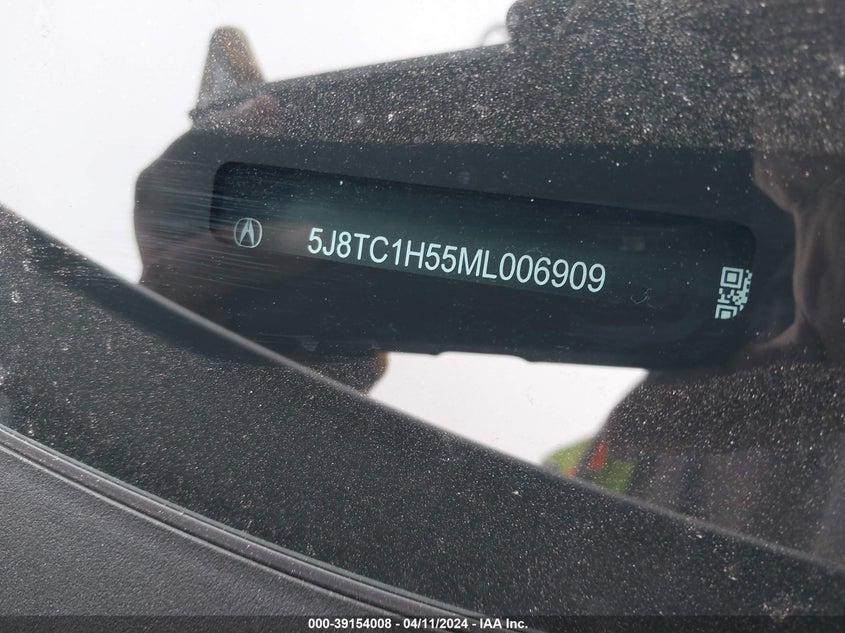 5J8TC1H55ML006909
000-39154008 - 04/11/2024 - IAA Inc.